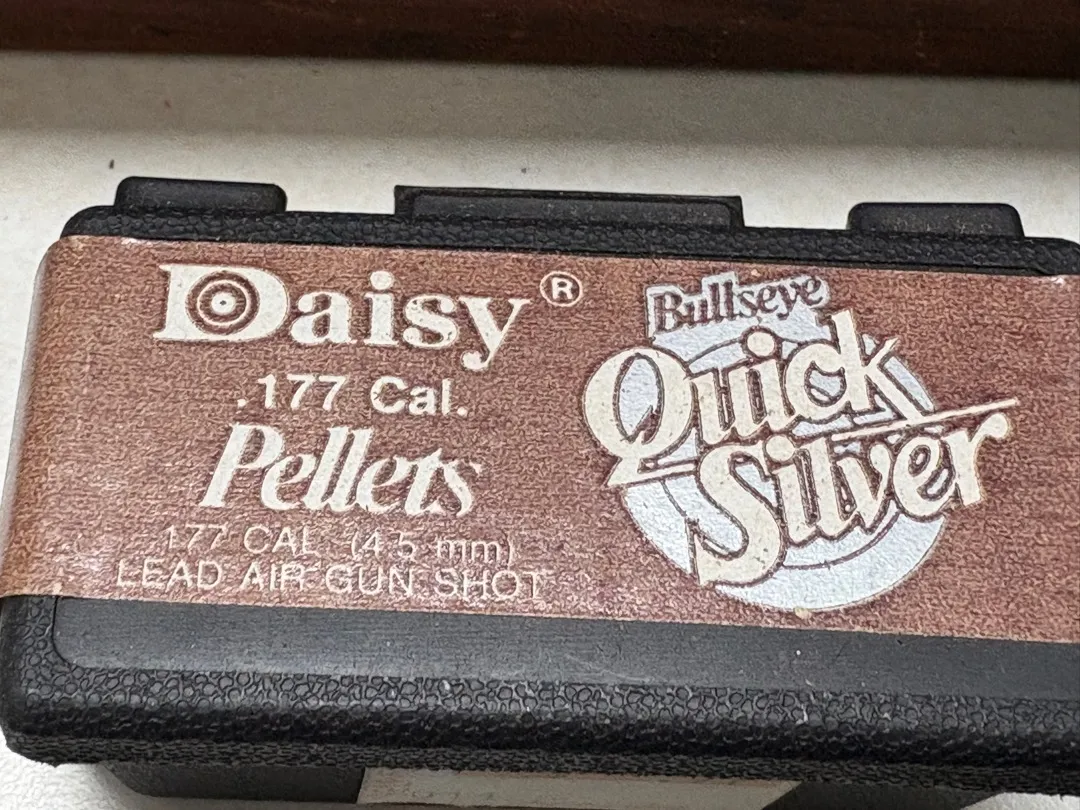 Daisy®
.177 Cal.
Pellets
177 CAL (4.5 mm)
LEAD AIR GUN SHOT
Bullseye
Quick
Silver